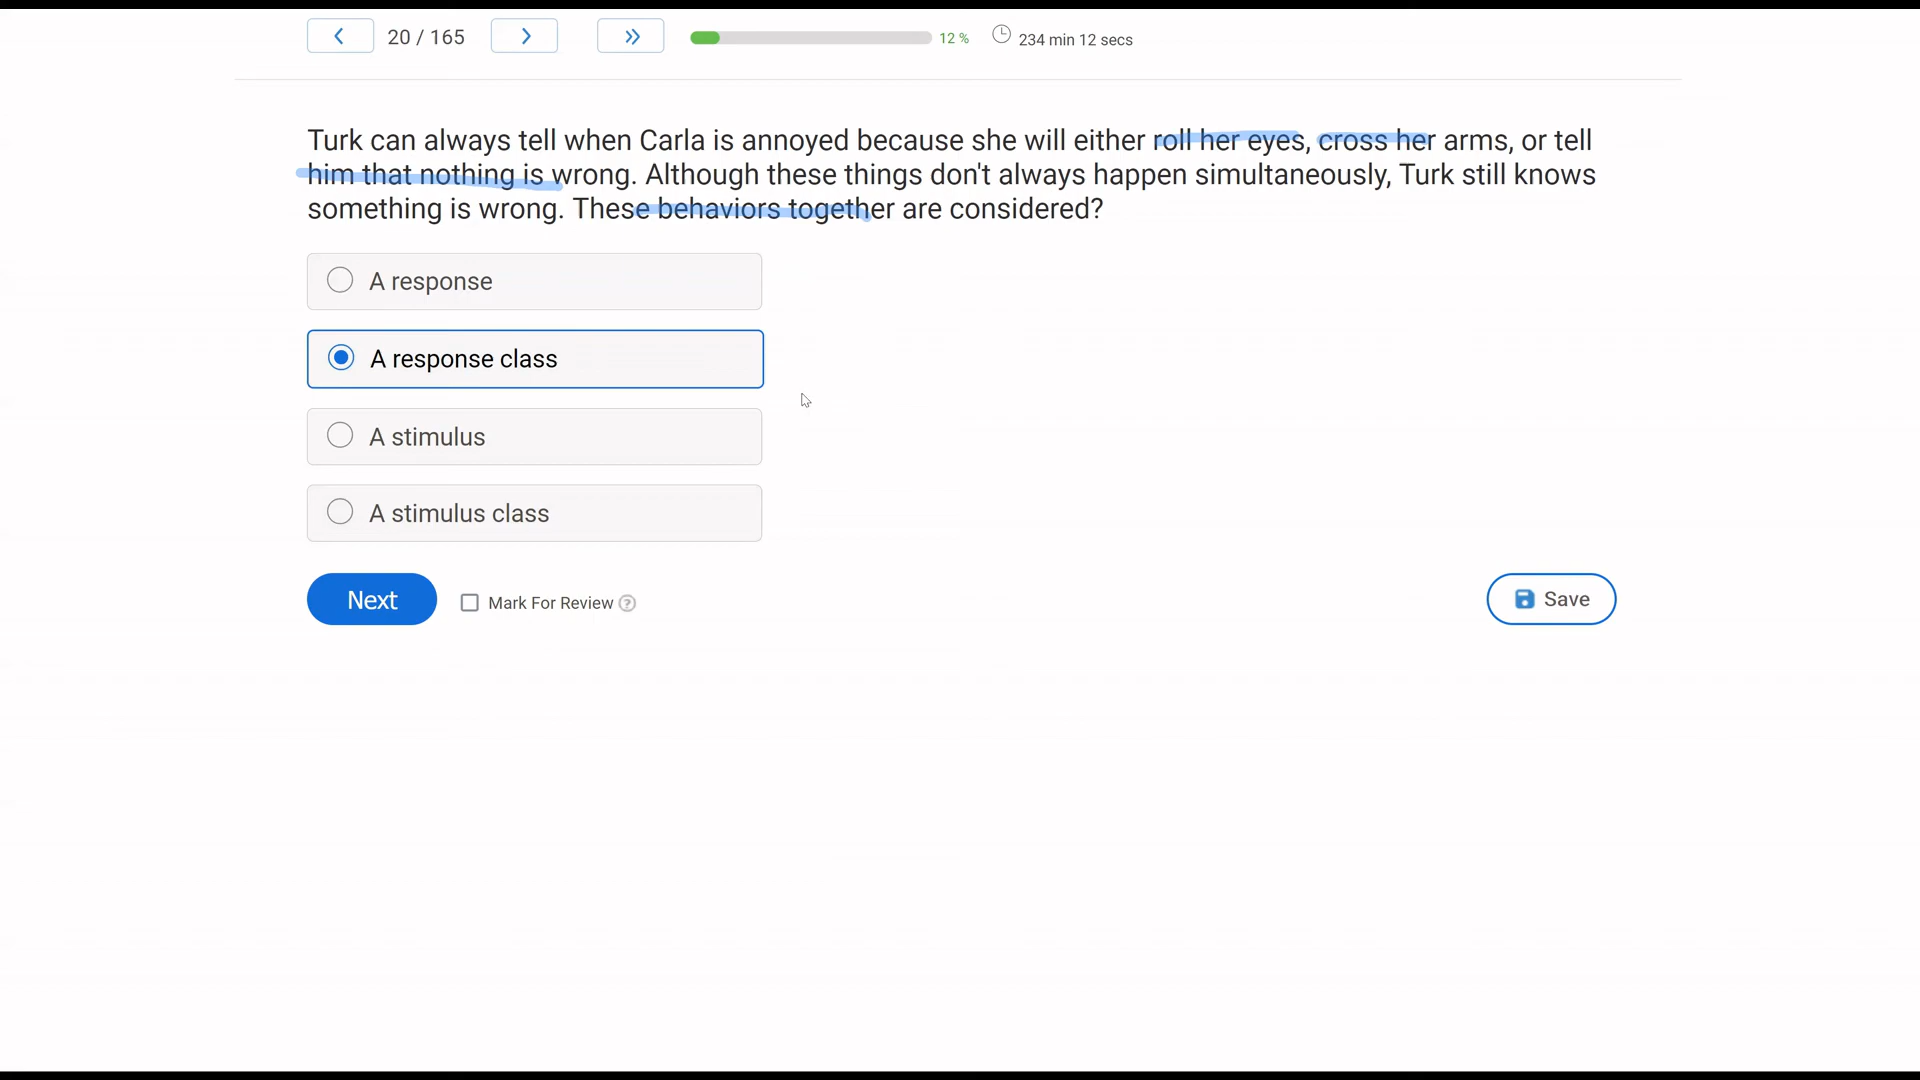 20 / 165
12 %
234 min 12 secs
Turk can always tell when Carla is annoyed because she will either roll her eyes, cross her arms, or tell
him that nothing is wrong. Although these things don't always happen simultaneously, Turk still knows
something is wrong. These behaviors together are considered?
A response
A response class
A stimulus
A stimulus class
Next
Mark For Review ?
Save